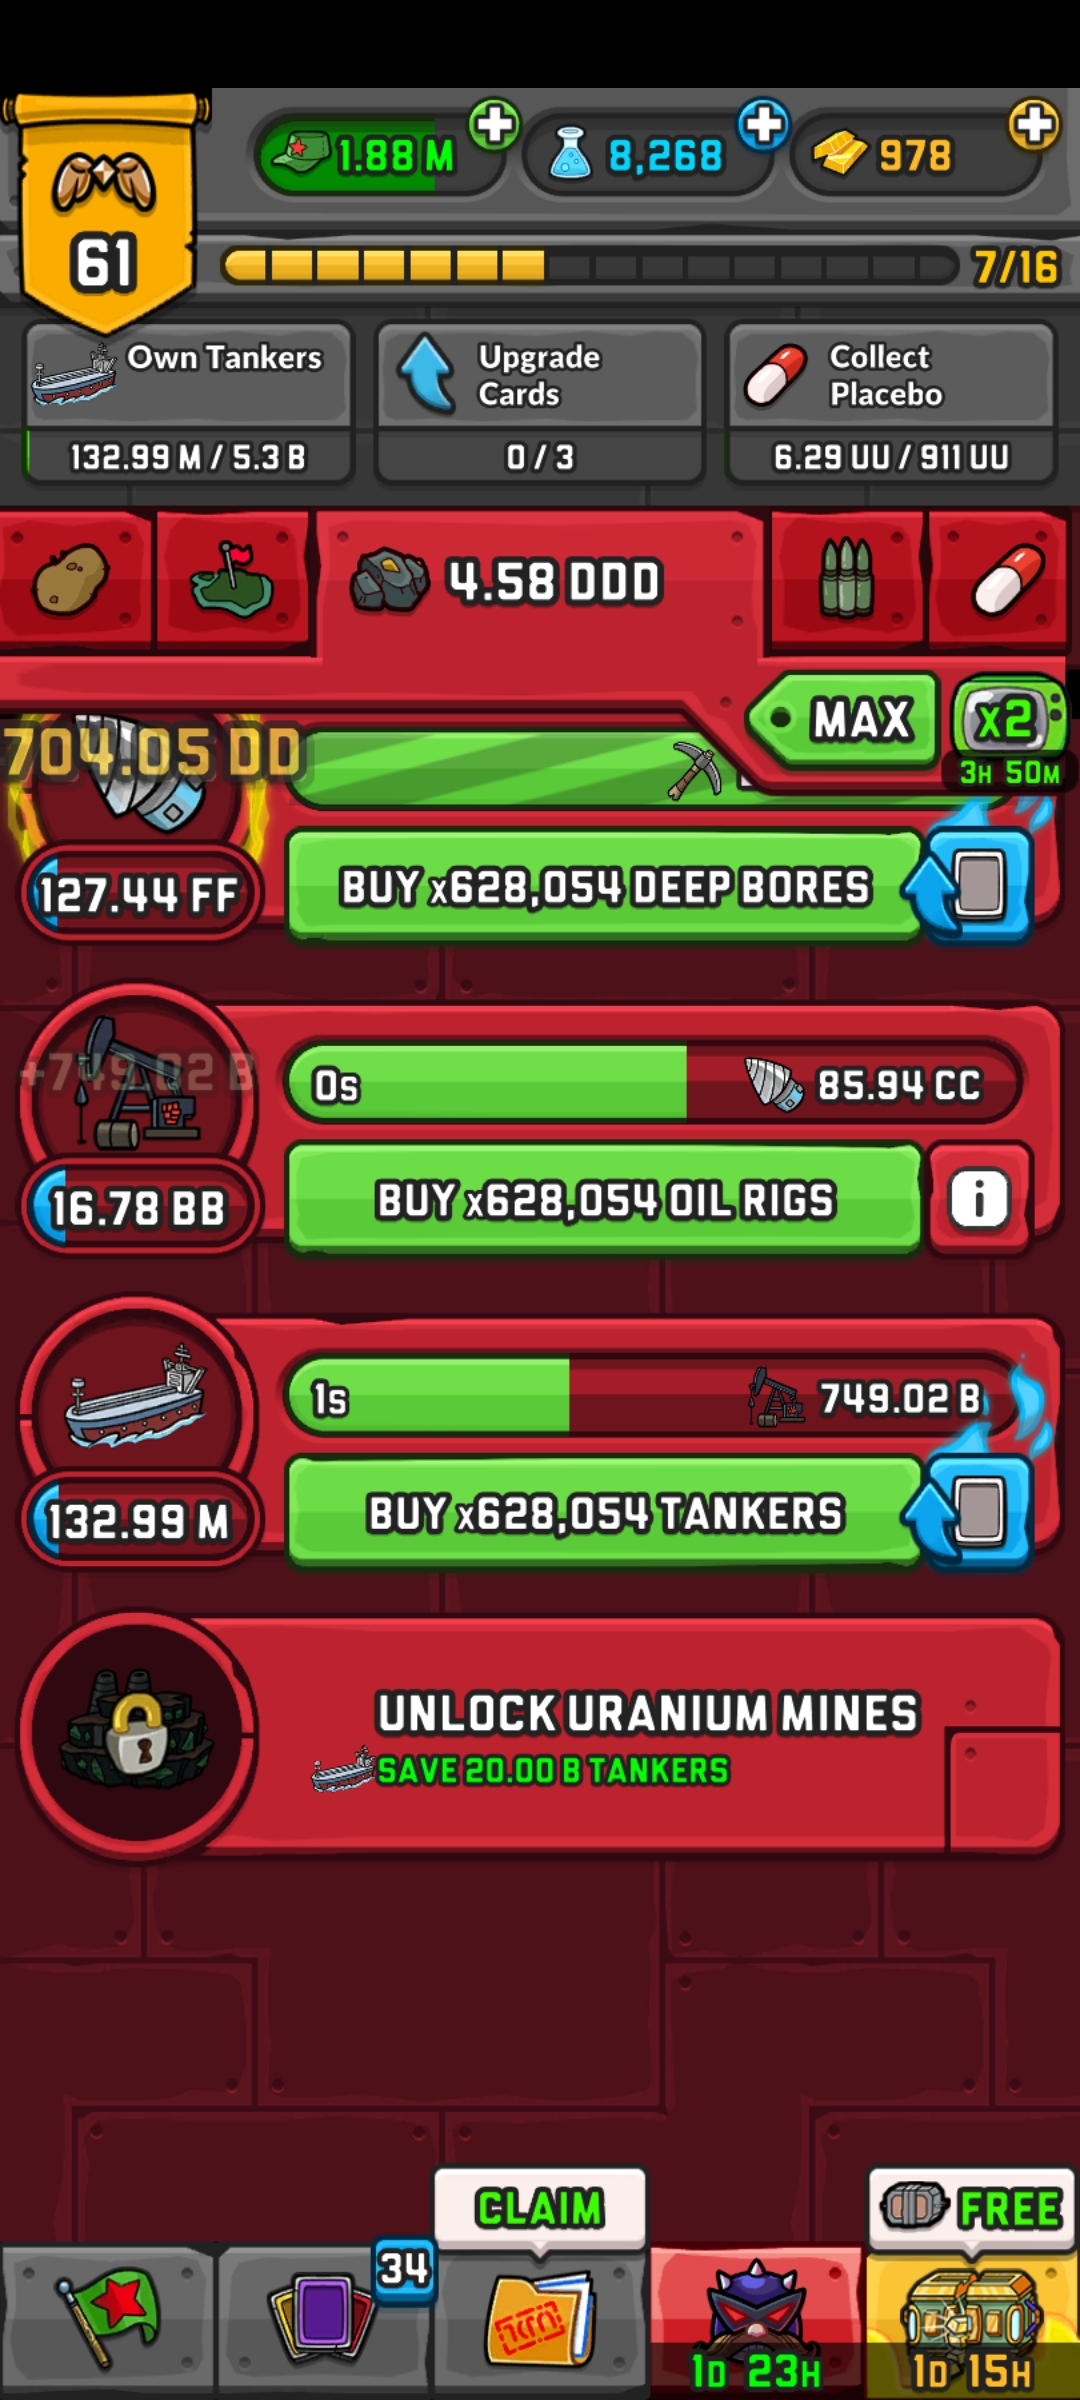 1.88 M
8,268
978
61
7/16
Own Tankers
132.99 M / 5.3 B
Upgrade
Cards
0 / 3
Collect
Placebo
6.29 UU / 911 UU
4.58 DDD
MAX
x2
3H 50M
704.05 DD
127.44 FF
BUY x628,054 DEEP BORES
+749.02 B
0s
85.94 CC
16.78 BB
BUY x628,054 OIL RIGS
i
1s
749.02 B
132.99 M
BUY x628,054 TANKERS
UNLOCK URANIUM MINES
SAVE 20.00 B TANKERS
CLAIM
FREE
34
1D 23H
1D 15H